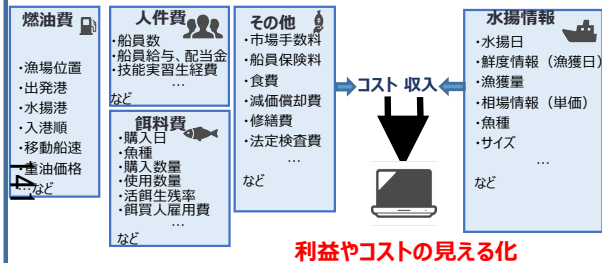 燃油費
・漁場位置
・出発港
・水揚港
・入港順
・移動船速
・重油価格
…など
人件費
・船員数
・船員給与、配当金
・技能実習生経費
…
など
餌料費
・購入日
・魚種
・購入数量
・使用数量
・活餌生残率
・餌買人雇用費
…
など
その他
・市場手数料
・船員保険料
・食費
・減価償却費
・修繕費
・法定検査費
…
など
コスト 収入
水揚情報
・水揚日
・鮮度情報（漁獲日）
・漁獲量
・相場情報（単価）
・魚種
・サイズ
…
など
利益やコストの見える化